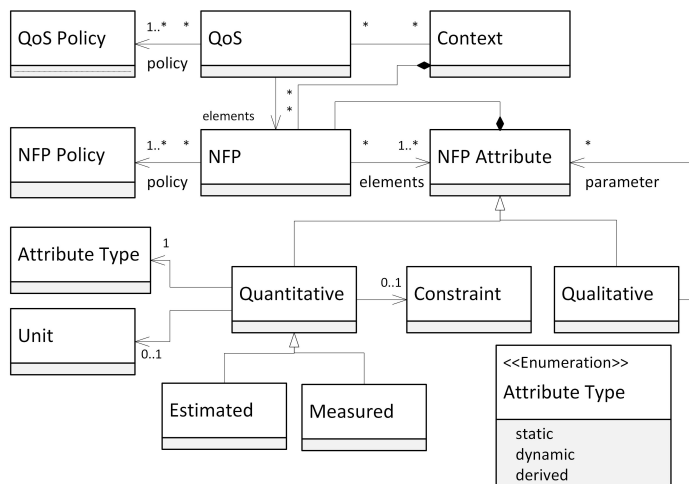 QoS Policy
1..*
*
policy
QoS
*
*
Context
elements
*
*
NFP Policy
1..*
*
policy
NFP
*
1..*
elements
NFP Attribute
*
parameter
Attribute Type
1
Unit
0..1
Quantitative
0..1
Constraint
Qualitative
Estimated
Measured
<<Enumeration>>
Attribute Type
static
dynamic
derived